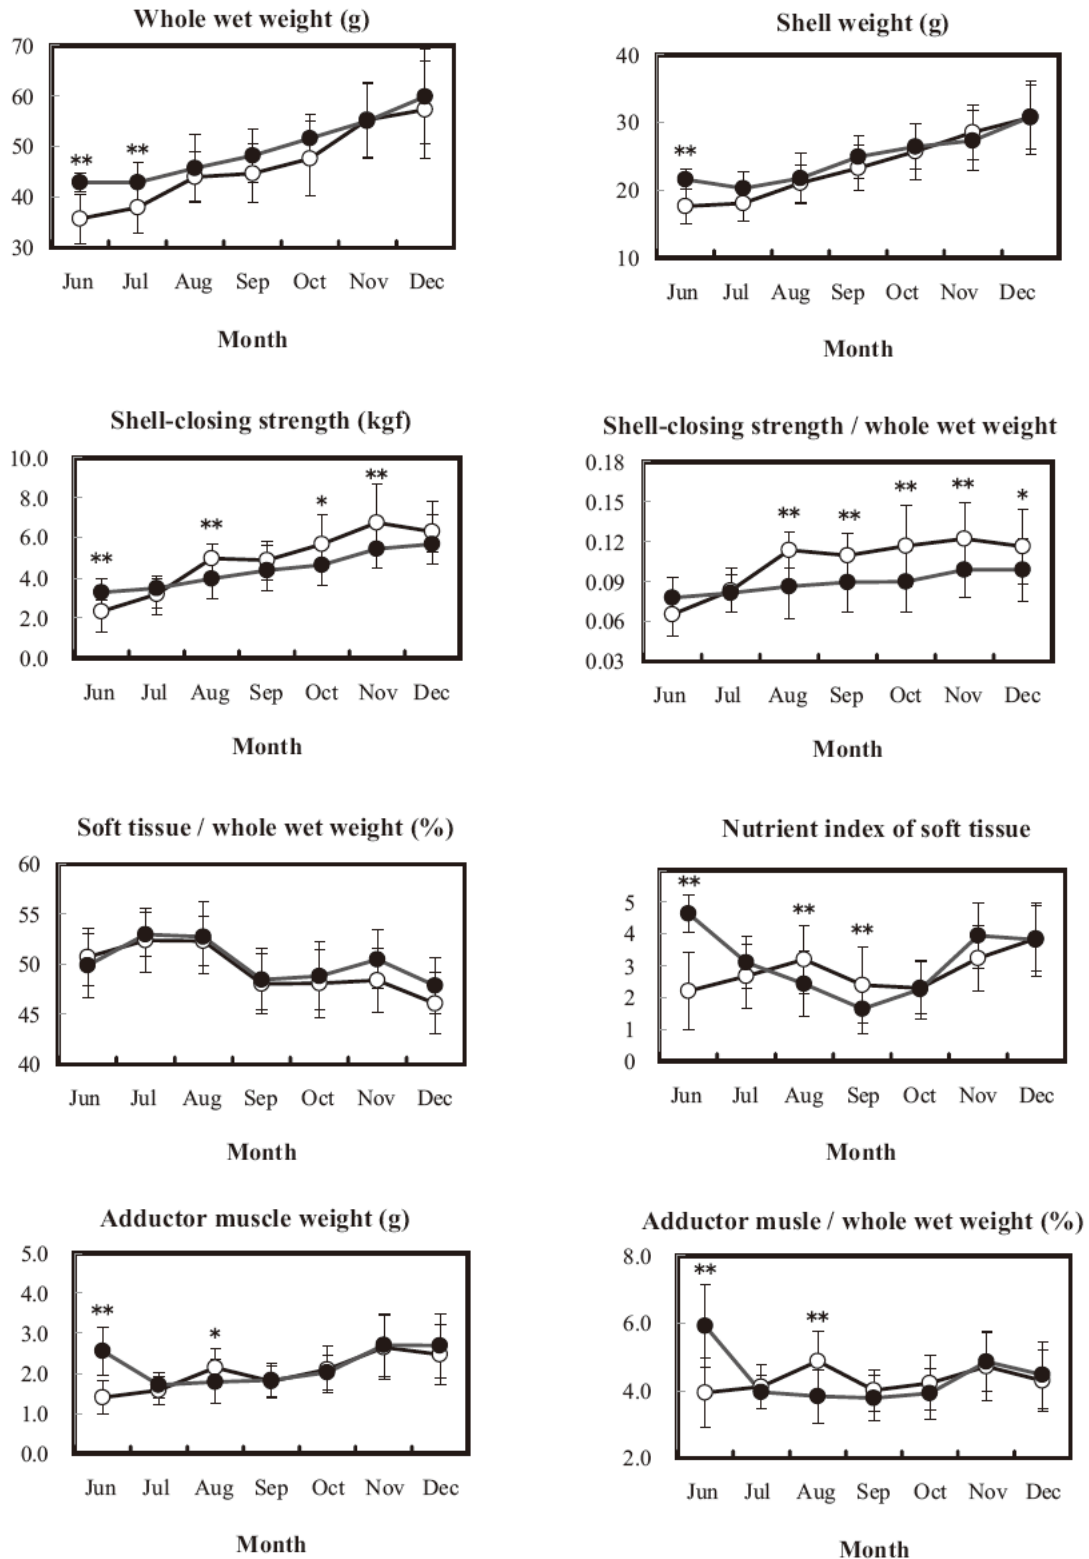 Whole wet weight (g)
70
60
50
40
30
** **
Jun Jul Aug Sep Oct Nov Dec
Month
Shell weight (g)
40
30
20
10
**
Jun Jul Aug Sep Oct Nov Dec
Month
Shell-closing strength (kgf)
10.0
8.0
6.0
4.0
2.0
0.0
** ** * **
Jun Jul Aug Sep Oct Nov Dec
Month
Shell-closing strength / whole wet weight
0.18
0.15
0.12
0.09
0.06
0.03
** ** ** ** *
Jun Jul Aug Sep Oct Nov Dec
Month
Soft tissue / whole wet weight (%)
60
55
50
45
40
Jun Jul Aug Sep Oct Nov Dec
Month
Nutrient index of soft tissue
5
4
3
2
1
0
** ** **
Jun Jul Aug Sep Oct Nov Dec
Month
Adductor muscle weight (g)
5.0
4.0
3.0
2.0
1.0
0.0
** *
Jun Jul Aug Sep Oct Nov Dec
Month
Adductor musle / whole wet weight (%)
8.0
6.0
4.0
2.0
** **
Jun Jul Aug Sep Oct Nov Dec
Month